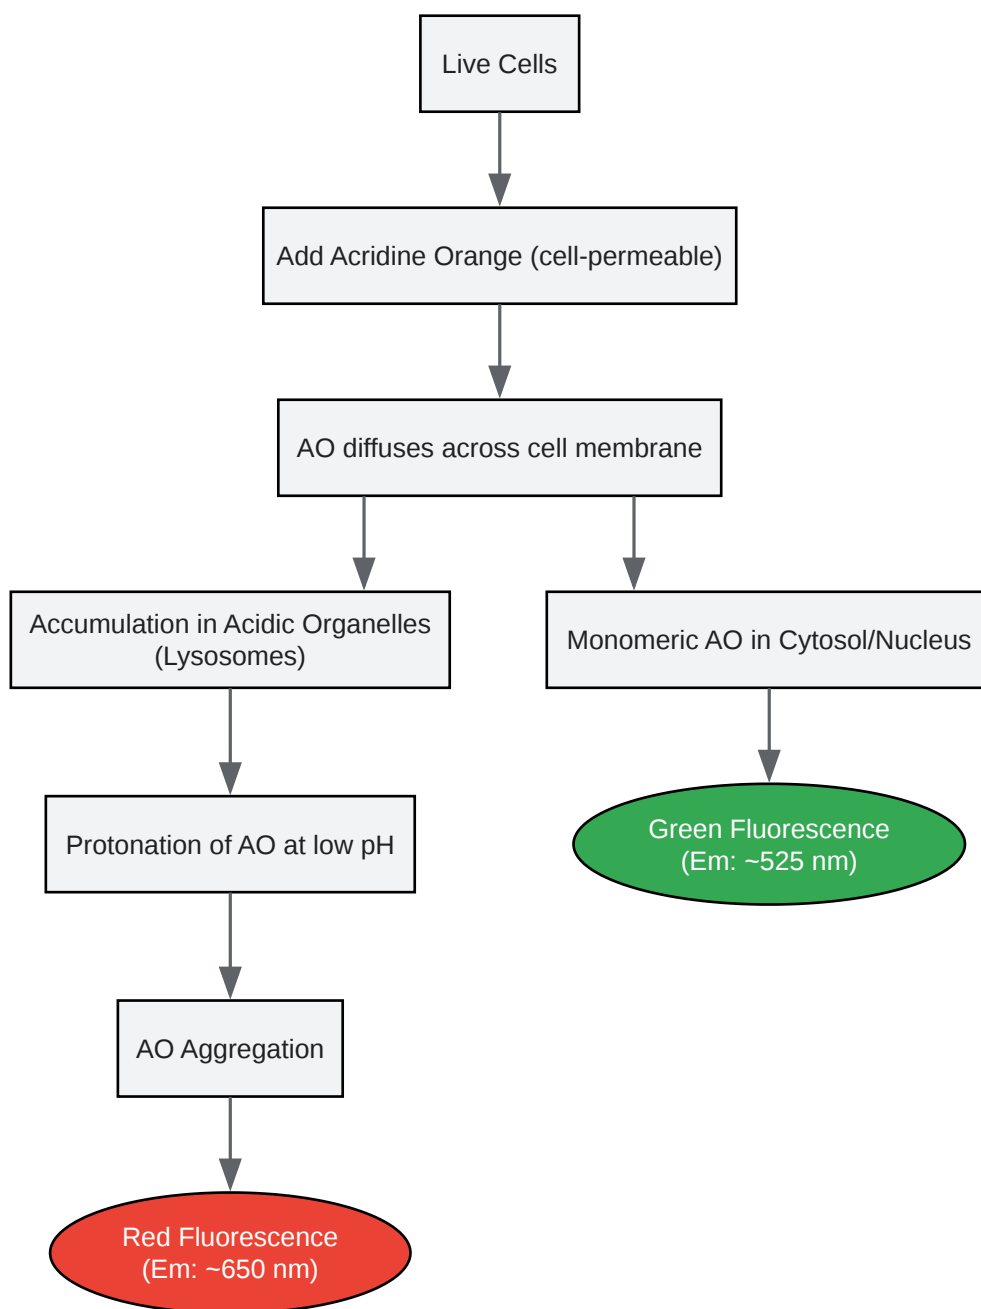 Live Cells
Add Acridine Orange (cell-permeable)
AO diffuses across cell membrane
Accumulation in Acidic Organelles
(Lysosomes)
Monomeric AO in Cytosol/Nucleus
Protonation of AO at low pH
Green Fluorescence
(Em: ~525 nm)
AO Aggregation
Red Fluorescence
(Em: ~650 nm)